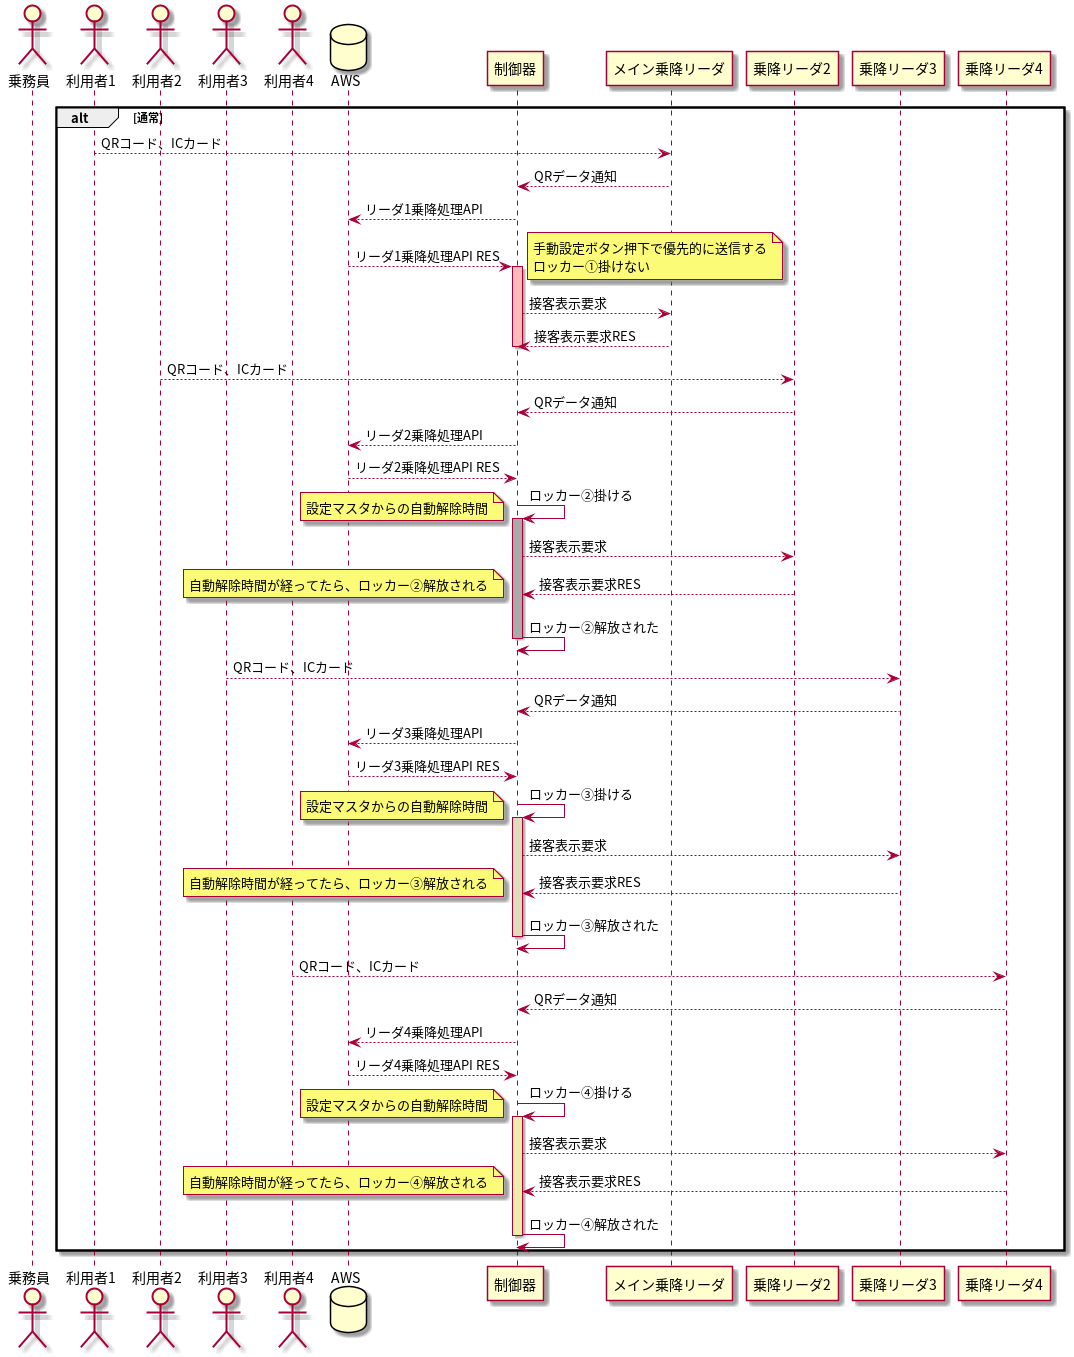 乗務員 利用者1 利用者2 利用者3 利用者4 AWS 制御器 メイン乗降リーダ 乗降リーダ2 乗降リーダ3 乗降リーダ4
alt [通常]
QRコード、ICカード
QRデータ通知
リーダ1乗降処理API
手動設定ボタン押下で優先的に送信する
リーダ1乗降処理API RES
ロッカー①掛けない
接客表示要求
接客表示要求RES
QRコード、ICカード
QRデータ通知
リーダ2乗降処理API
リーダ2乗降処理API RES
ロッカー②掛ける
設定マスタからの自動解除時間
接客表示要求
接客表示要求RES
自動解除時間が経ってたら、ロッカー②解放される
ロッカー②解放された
QRコード、ICカード
QRデータ通知
リーダ3乗降処理API
リーダ3乗降処理API RES
ロッカー③掛ける
設定マスタからの自動解除時間
接客表示要求
接客表示要求RES
自動解除時間が経ってたら、ロッカー③解放される
ロッカー③解放された
QRコード、ICカード
QRデータ通知
リーダ4乗降処理API
リーダ4乗降処理API RES
ロッカー④掛ける
設定マスタからの自動解除時間
接客表示要求
接客表示要求RES
自動解除時間が経ってたら、ロッカー④解放される
ロッカー④解放された
乗務員 利用者1 利用者2 利用者3 利用者4 AWS 制御器 メイン乗降リーダ 乗降リーダ2 乗降リーダ3 乗降リーダ4